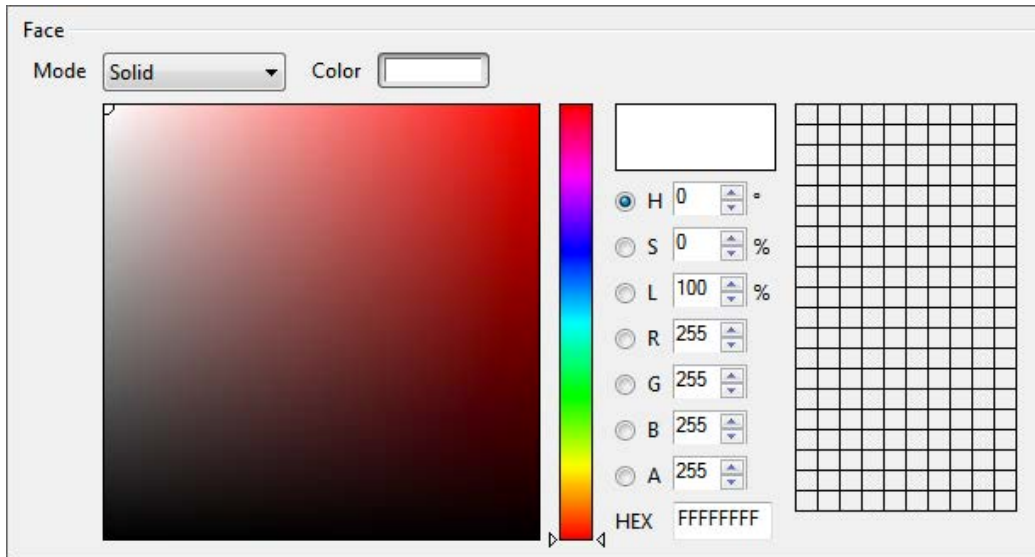 Face
Mode Solid Color
H 0 °
S 0 %
L 100 %
R 255
G 255
B 255
A 255
HEX FFFFFFFF